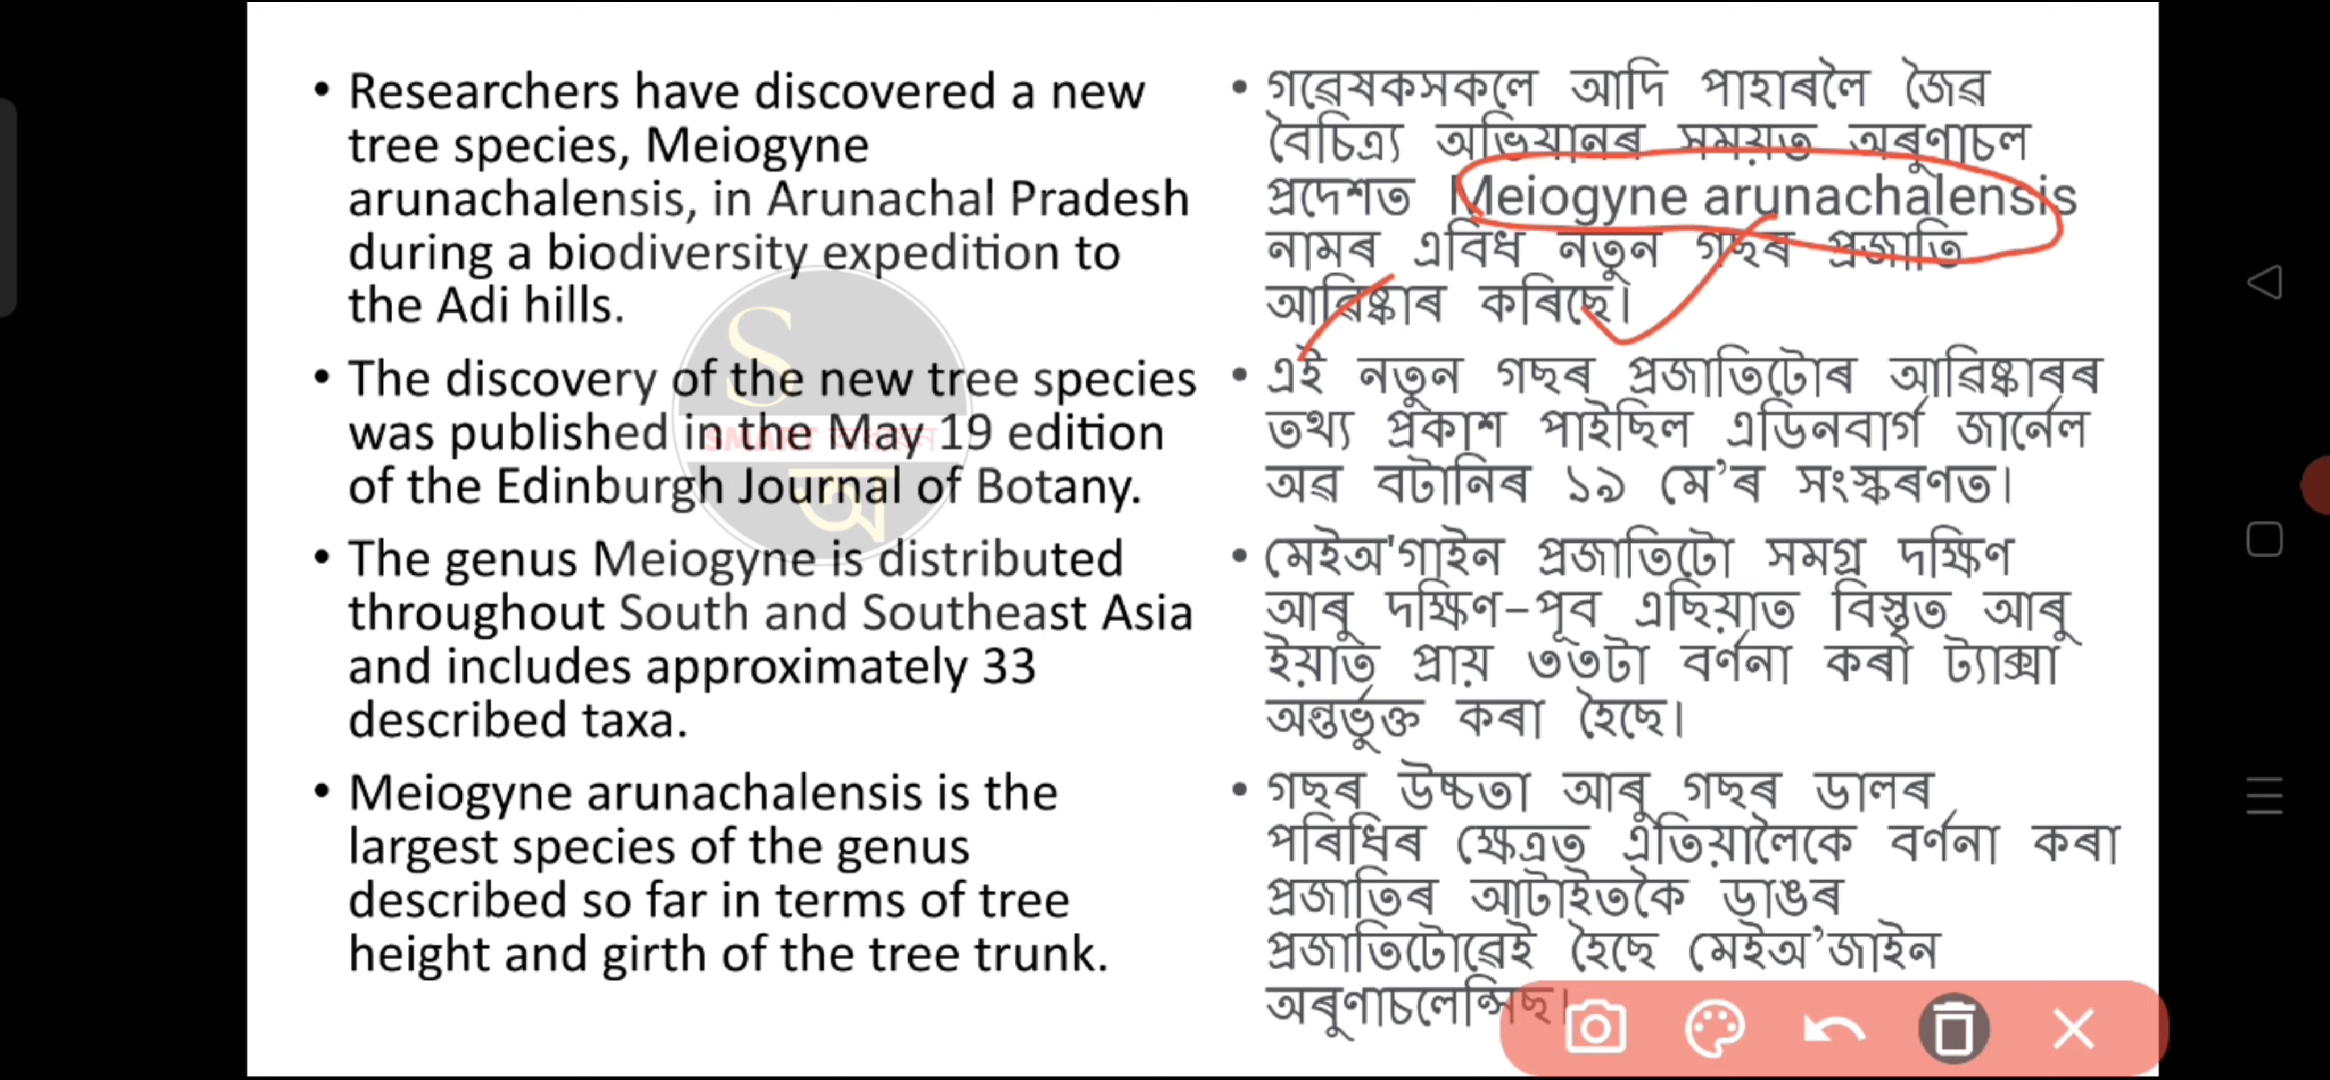 • Researchers have discovered a new
tree species, Meiogyne
arunachalensis, in Arunachal Pradesh
during a biodiversity expedition to
the Adi hills.
• The discovery of the new tree species
was published in the May 19 edition
of the Edinburgh Journal of Botany.
• The genus Meiogyne is distributed
throughout South and Southeast Asia
and includes approximately 33
described taxa.
• Meiogyne arunachalensis is the
largest species of the genus
described so far in terms of tree
height and girth of the tree trunk.
• গৱেষকসকলে আদি পাহাৰলৈ জৈৱ
বৈচিত্ৰ্য অভিযানৰ সময়ত অৰুণাচল
প্ৰদেশত Meiogyne arunachalensis
নামৰ এবিধ নতুন গছৰ প্ৰজাতি
আৱিষ্কাৰ কৰিছে।
• এই নতুন গছৰ প্ৰজাতিটোৰ আৱিষ্কাৰৰ
তথ্য প্ৰকাশ পাইছিল এডিনবাৰ্গ জাৰ্নেল
অৱ বটানিৰ ১৯ মে’ৰ সংস্কৰণত।
• মেইঅ'গাইন প্ৰজাতিটো সমগ্ৰ দক্ষিণ
আৰু দক্ষিণ-পূব এছিয়াত বিস্তৃত আৰু
ইয়াত প্ৰায় ৩৩টা বৰ্ণনা কৰা ট্যাক্সা
অন্তৰ্ভুক্ত কৰা হৈছে।
• গছৰ উচ্চতা আৰু গছৰ ডালৰ
পৰিধিৰ ক্ষেত্ৰত এতিয়ালৈকে বৰ্ণনা কৰা
প্ৰজাতিৰ আটাইতকৈ ডাঙৰ
প্ৰজাতিটোৱেই হৈছে মেইঅ’জাইন
অৰুণাচলেন্সিছ।
S
SMART
অ